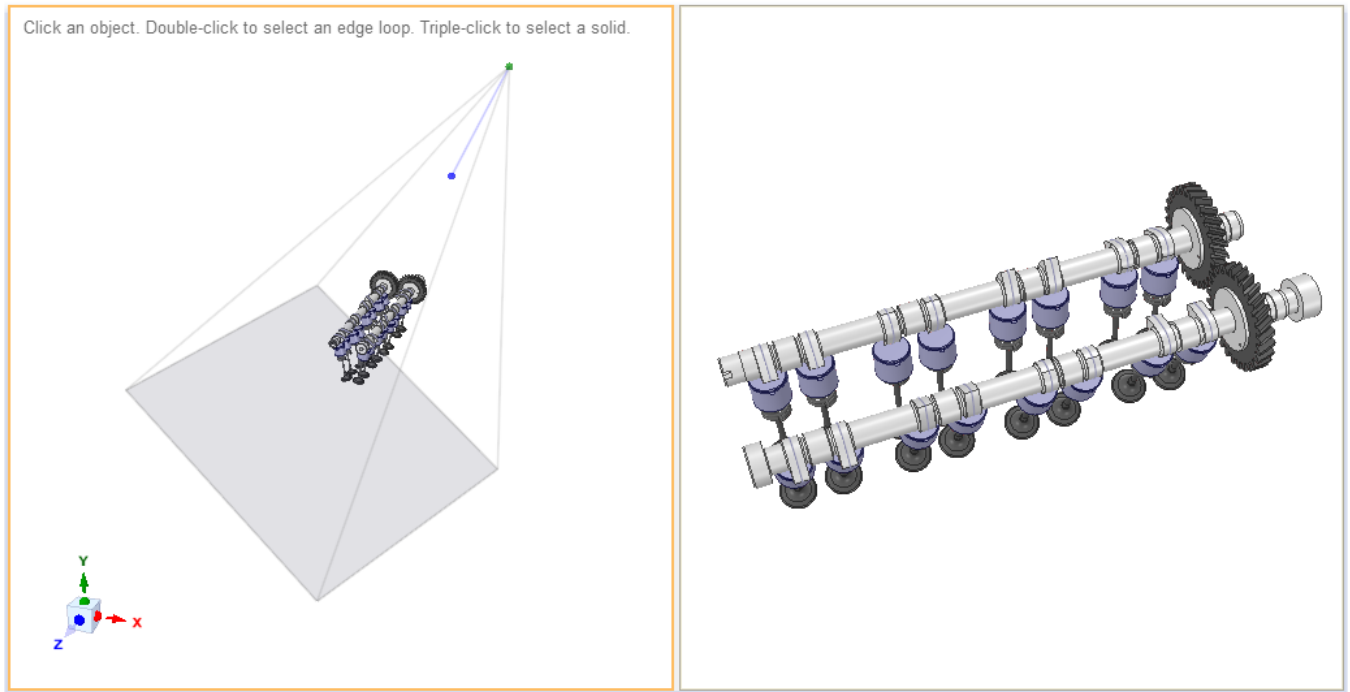 Click an object. Double-click to select an edge loop. Triple-click to select a solid.
Y
X
Z